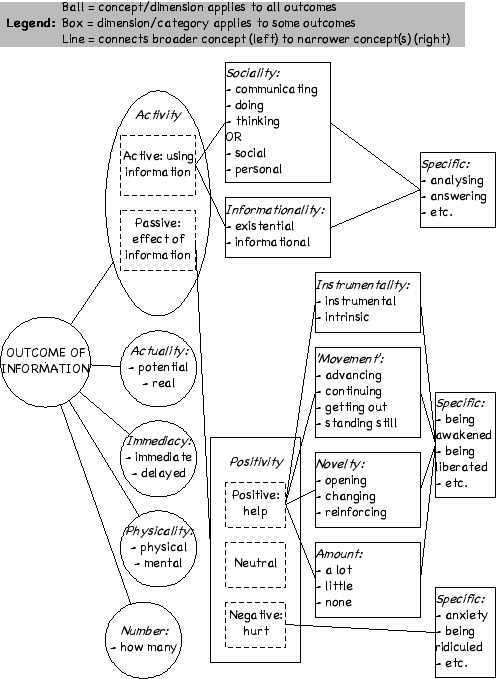 Ball = concept/dimension applies to all outcomes
Legend: Box = dimension/category applies to some outcomes
Line = connects broader concept (left) to narrower concept(s) (right)
Activity
Active: using
information
Passive:
effect of
information
Sociality:
- communicating
- doing
- thinking
OR
- social
- personal
Informationality:
- existential
- informational
Specific:
- analysing
- answering
- etc.
OUTCOME OF
INFORMATION
Actuality:
- potential
- real
Immediacy:
- immediate
- delayed
Physicality:
- physical
- mental
Number:
- how many
Positivity
Positive:
help
Neutral
Negative:
hurt
Instrumentality:
- instrumental
- intrinsic
'Movement':
- advancing
- continuing
- getting out
- standing still
Novelty:
- opening
- changing
- reinforcing
Amount:
- a lot
- little
- none
Specific:
- being
awakened
- being
liberated
- etc.
Specific:
- anxiety
- being
ridiculed
- etc.